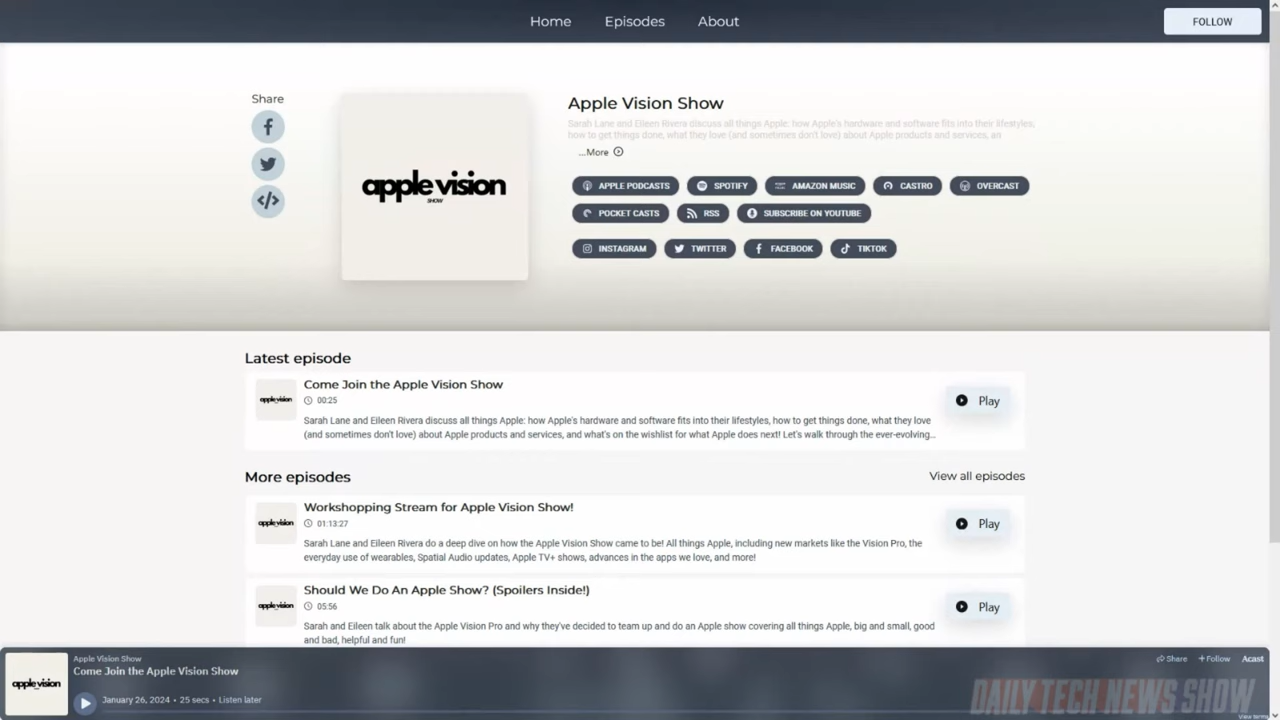 Home
Episodes
About
FOLLOW
Share
apple vision
SHOW
Apple Vision Show
Sarah Lane and Eileen Rivera discuss all things Apple: how Apple's hardware and software fits into their lifestyles,
how to get things done, what they love (and sometimes don't love) about Apple products and services, an
...More
APPLE PODCASTS
SPOTIFY
AMAZON MUSIC
CASTRO
OVERCAST
POCKET CASTS
RSS
SUBSCRIBE ON YOUTUBE
INSTAGRAM
TWITTER
FACEBOOK
TIKTOK
Latest episode
apple vision
Come Join the Apple Vision Show
00:25
Sarah Lane and Eileen Rivera discuss all things Apple: how Apple's hardware and software fits into their lifestyles, how to get things done, what they love
(and sometimes don't love) about Apple products and services, and what's on the wishlist for what Apple does next! Let's walk through the ever-evolving...
Play
More episodes
View all episodes
apple vision
Workshopping Stream for Apple Vision Show!
01:13:27
Sarah Lane and Eileen Rivera do a deep dive on how the Apple Vision Show came to be! All things Apple, including new markets like the Vision Pro, the
everyday use of wearables, Spatial Audio updates, Apple TV+ shows, advances in the apps we love, and more!
Play
apple vision
Should We Do An Apple Show? (Spoilers Inside!)
05:56
Sarah and Eileen talk about the Apple Vision Pro and why they've decided to team up and do an Apple show covering all things Apple, big and small, good
and bad, helpful and fun!
Play
apple vision
Apple Vision Show
Come Join the Apple Vision Show
January 26, 2024 • 25 secs • Listen later
Share
+ Follow
Acast
DAILY TECH NEWS SHOW
View terms